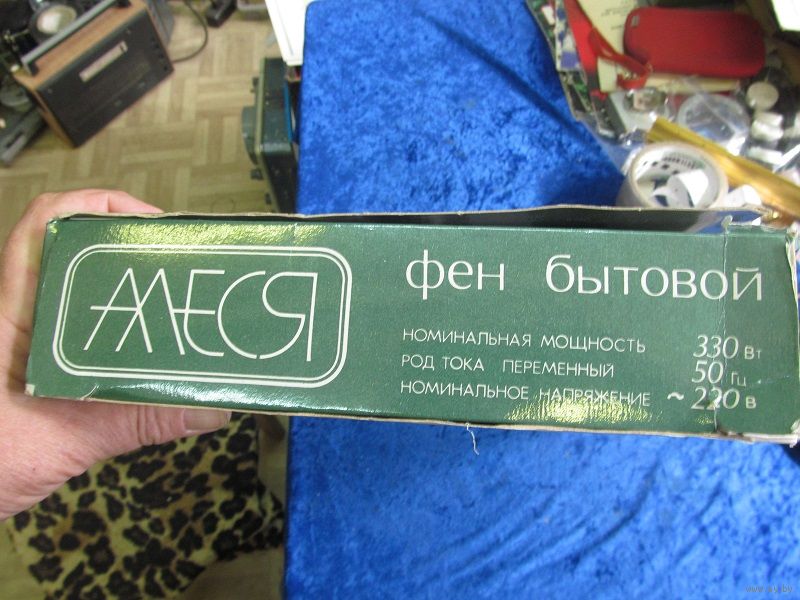 АЛЕСЯ
фен бытовой
НОМИНАЛЬНАЯ МОЩНОСТЬ 330 Вт
РОД ТОКА ПЕРЕМЕННЫЙ 50 Гц
НОМИНАЛЬНОЕ НАПРЯЖЕНИЕ ~ 220 В